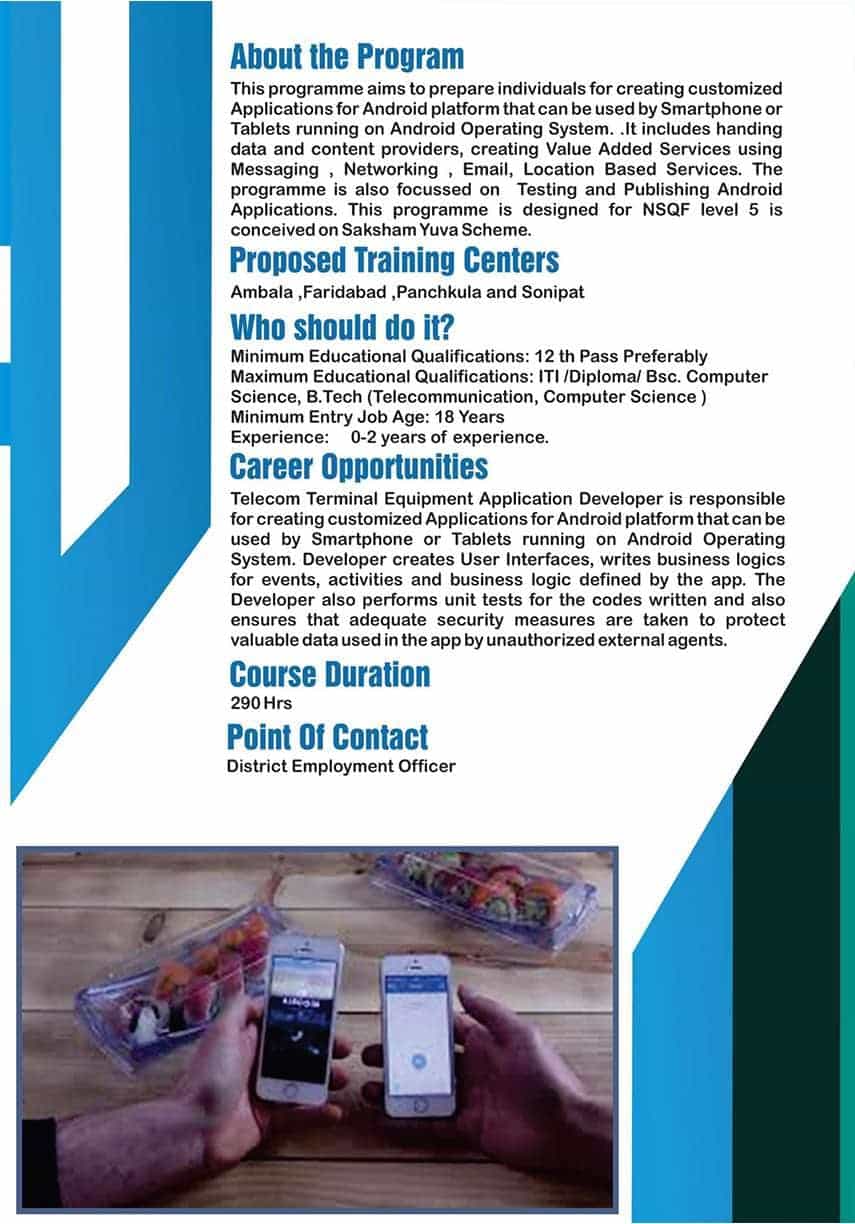 About the Program
This programme aims to prepare individuals for creating customized
Applications for Android platform that can be used by Smartphone or
Tablets running on Android Operating System. .It includes handing
data and content providers, creating Value Added Services using
Messaging , Networking , Email, Location Based Services. The
programme is also focussed on Testing and Publishing Android
Applications. This programme is designed for NSQF level 5 is
conceived on Saksham Yuva Scheme.
Proposed Training Centers
Ambala ,Faridabad ,Panchkula and Sonipat
Who should do it?
Minimum Educational Qualifications: 12 th Pass Preferably
Maximum Educational Qualifications: ITI /Diploma/ Bsc. Computer
Science, B.Tech (Telecommunication, Computer Science )
Minimum Entry Job Age: 18 Years
Experience: 0-2 years of experience.
Career Opportunities
Telecom Terminal Equipment Application Developer is responsible
for creating customized Applications for Android platform that can be
used by Smartphone or Tablets running on Android Operating
System. Developer creates User Interfaces, writes business logics
for events, activities and business logic defined by the app. The
Developer also performs unit tests for the codes written and also
ensures that adequate security measures are taken to protect
valuable data used in the app by unauthorized external agents.
Course Duration
290 Hrs
Point Of Contact
District Employment Officer